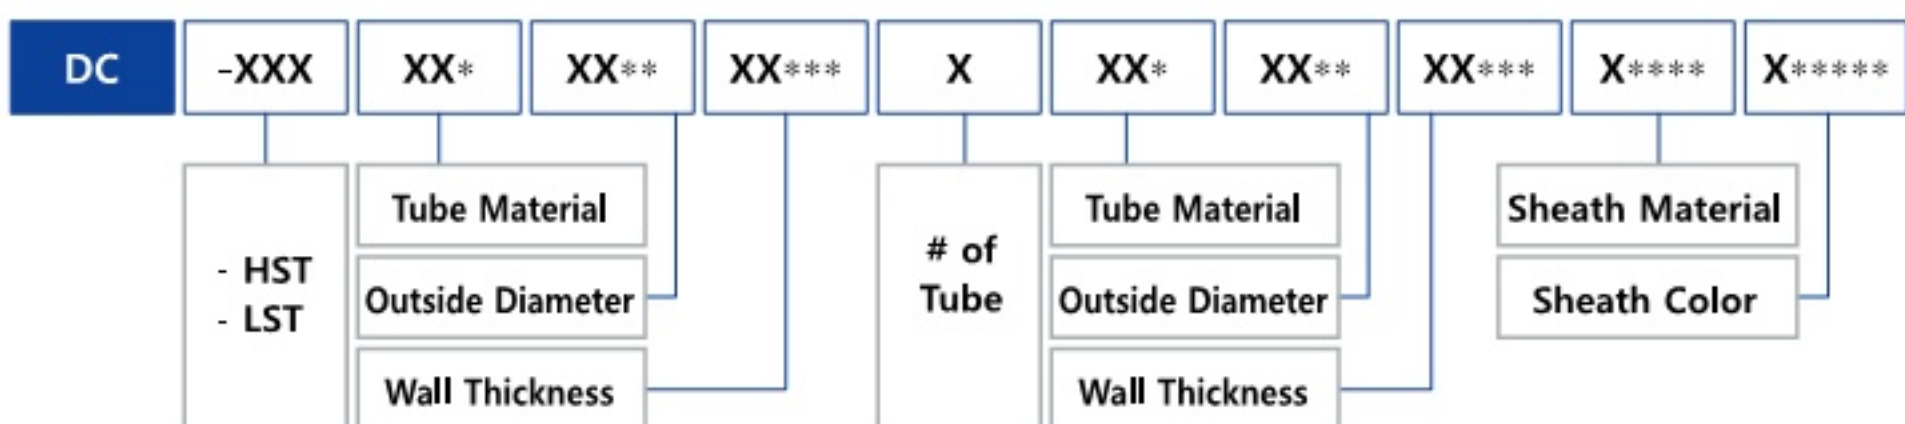 DC -XXX XX* XX** XX*** X XX* XX** XX*** X**** X*****
- HST
- LST
Tube Material
Outside Diameter
Wall Thickness
# of
Tube
Tube Material
Outside Diameter
Wall Thickness
Sheath Material
Sheath Color